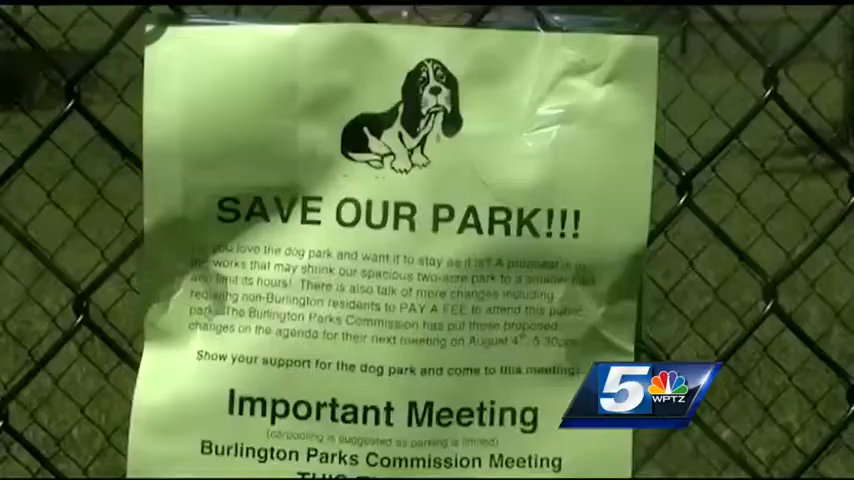 SAVE OUR PARK!!!
Do you love the dog park and want it to stay as it is? A proposal is in
the works that may shrink our spacious two-acre park to a smaller
and limit its hours! There is also talk of more changes including
requiring non-Burlington residents to PAY A FEE to attend this public
park. The Burlington Parks Commission has put these proposed
changes on the agenda for their next meeting on August 4th, 5:30pm.
Show your support for the dog park and come to this meeting!
Important Meeting
(carpooling is suggested as parking is limited)
Burlington Parks Commission Meeting
5 WPTZ